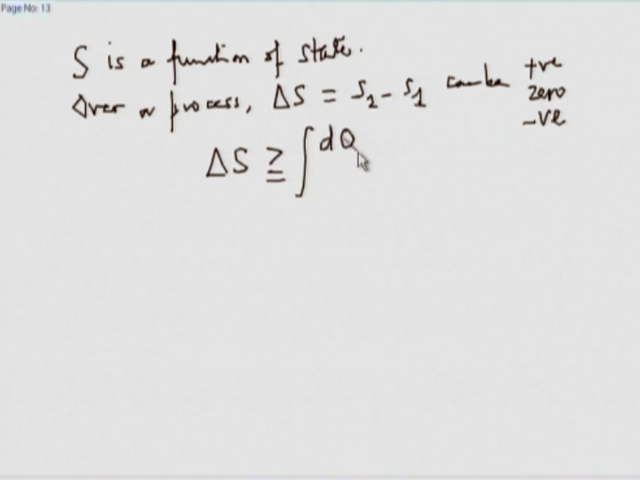 Page No: 13
S is a function of state.
Over a process, ΔS = S₂ - S₁ can be +ve zero -ve
ΔS ≥ ∫dQ